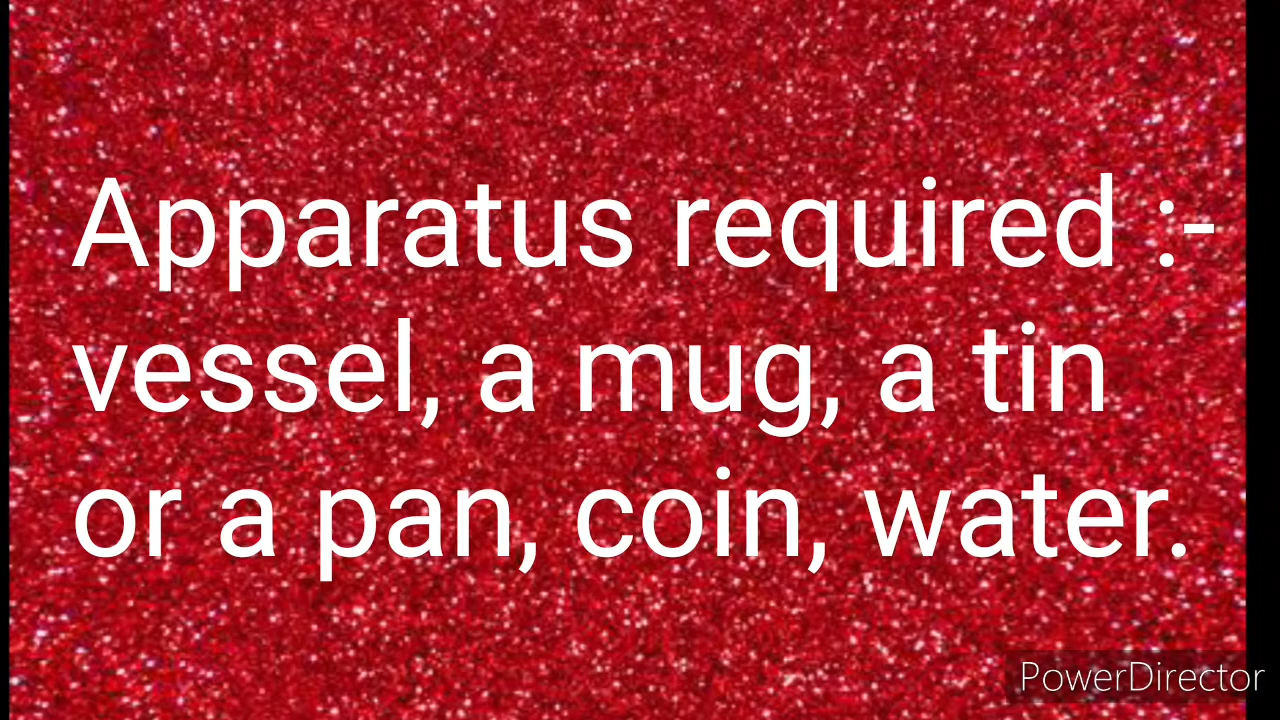 Apparatus required :-
vessel, a mug, a tin
or a pan, coin, water.
PowerDirector